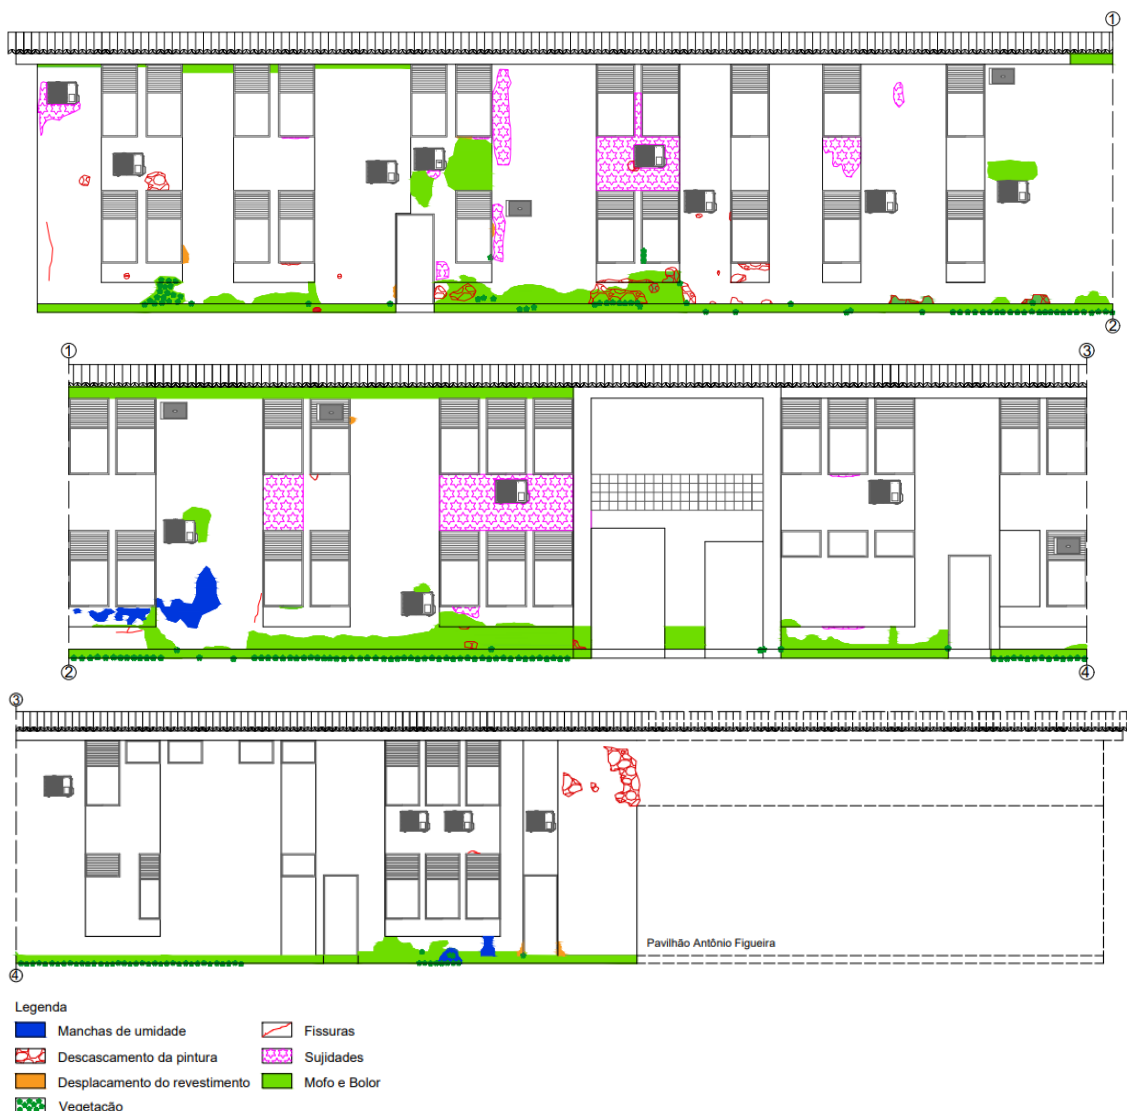 1
2
1
3
2
4
3
Pavilhão Antônio Figueira
4
Legenda
Manchas de umidade
Fissuras
Descascamento da pintura
Sujidades
Desplacamento do revestimento
Mofo e Bolor
Vegetação